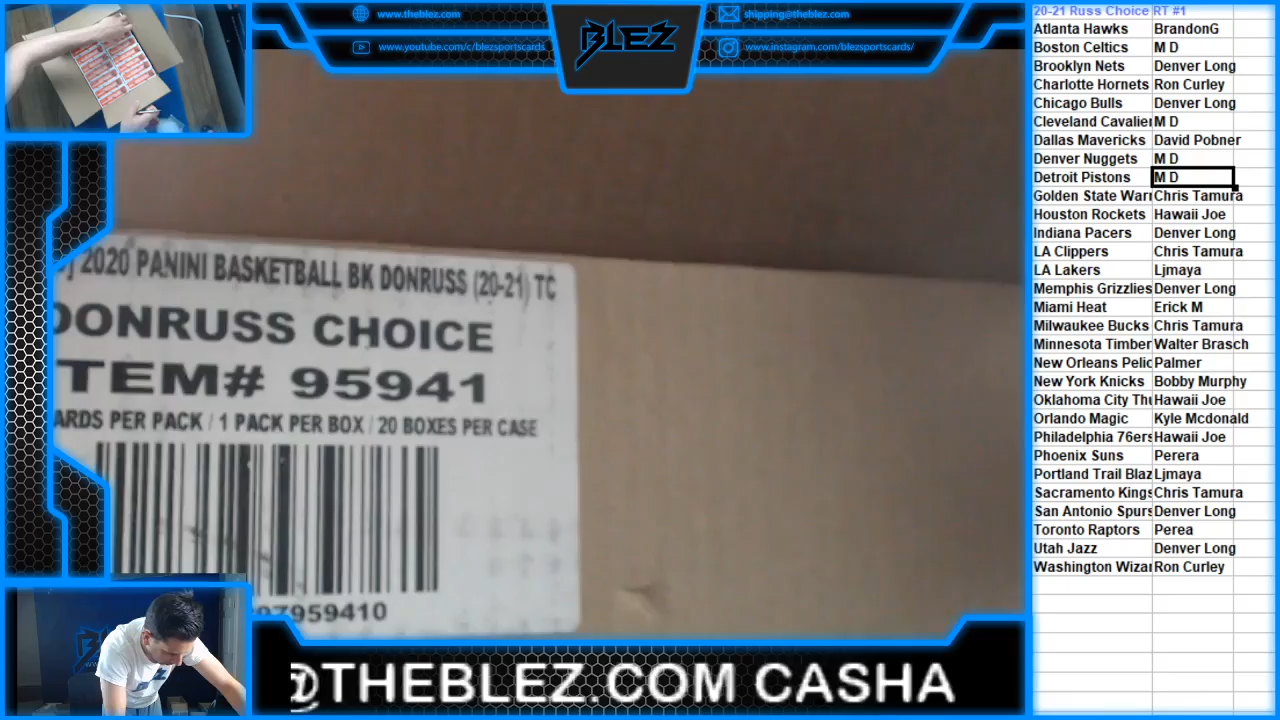 www.theblez.com
www.youtube.com/c/blezsportscards
BLEZ
shipping@theblez.com
www.instagram.com/blezsportscards/
2020 PANINI BASKETBALL BK DONRUSS (20-21) TC
DONRUSS CHOICE
ITEM# 95941
CARDS PER PACK / 1 PACK PER BOX / 20 BOXES PER CASE
97959410
BLEZ
@THEBLEZ.COM CASHA
20-21 Russ Choice RT #1
Atlanta Hawks BrandonG
Boston Celtics M D
Brooklyn Nets Denver Long
Charlotte Hornets Ron Curley
Chicago Bulls Denver Long
Cleveland Cavalier M D
Dallas Mavericks David Pobner
Denver Nuggets M D
Detroit Pistons M D
Golden State Warr Chris Tamura
Houston Rockets Hawaii Joe
Indiana Pacers Denver Long
LA Clippers Chris Tamura
LA Lakers Ljmaya
Memphis Grizzlies Denver Long
Miami Heat Erick M
Milwaukee Bucks Chris Tamura
Minnesota Timber Walter Brasch
New Orleans Pelic Palmer
New York Knicks Bobby Murphy
Oklahoma City Thu Hawaii Joe
Orlando Magic Kyle Mcdonald
Philadelphia 76ers Hawaii Joe
Phoenix Suns Perera
Portland Trail Blaz Ljmaya
Sacramento Kings Chris Tamura
San Antonio Spurs Denver Long
Toronto Raptors Perea
Utah Jazz Denver Long
Washington Wizar Ron Curley